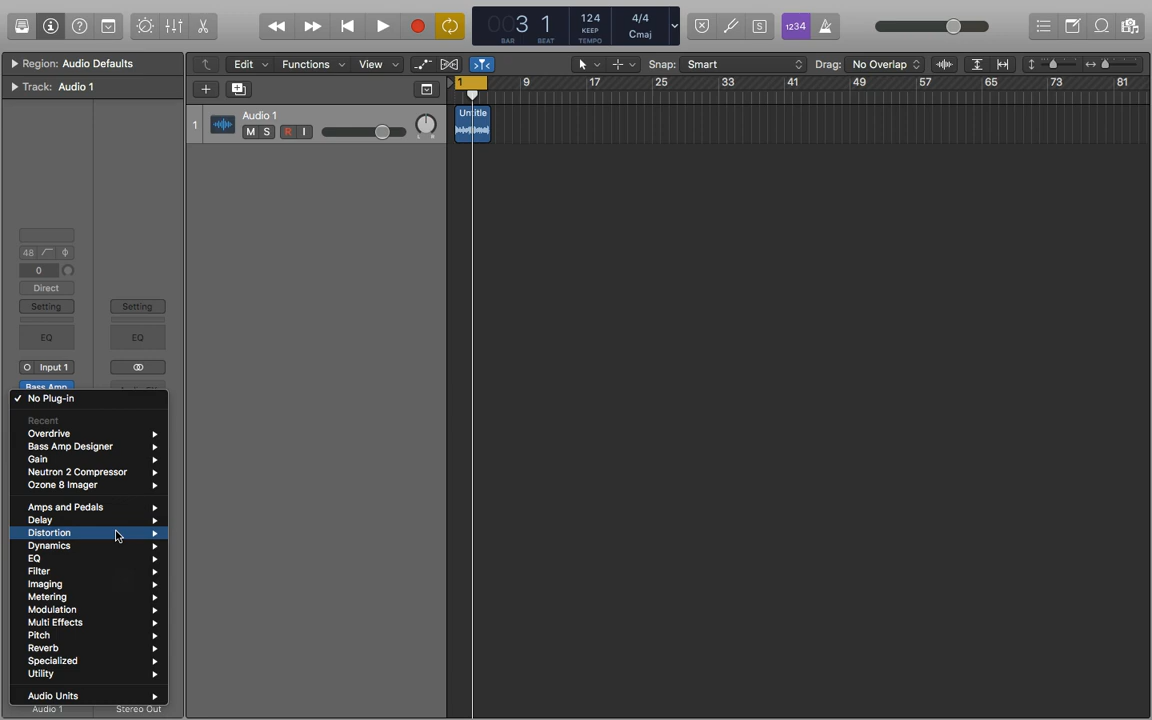 1234
3 1
BAR BEAT
124
KEEP
TEMPO
4/4
Cmaj
S
Region: Audio Defaults
Track: Audio 1
Edit
Functions
View
Snap: Smart
Drag: No Overlap
1 9 17 25 33 41 49 57 65 73 81
1
Audio 1
M S R I
L R
48
0
Direct
Setting
Setting
EQ
EQ
Input 1
Bass Amp
No Plug-in
Recent
Overdrive
Bass Amp Designer
Gain
Neutron 2 Compressor
Ozone 8 Imager
Amps and Pedals
Delay
Distortion
Dynamics
EQ
Filter
Imaging
Metering
Modulation
Multi Effects
Pitch
Reverb
Specialized
Utility
Audio Units
Audio 1
Stereo Out